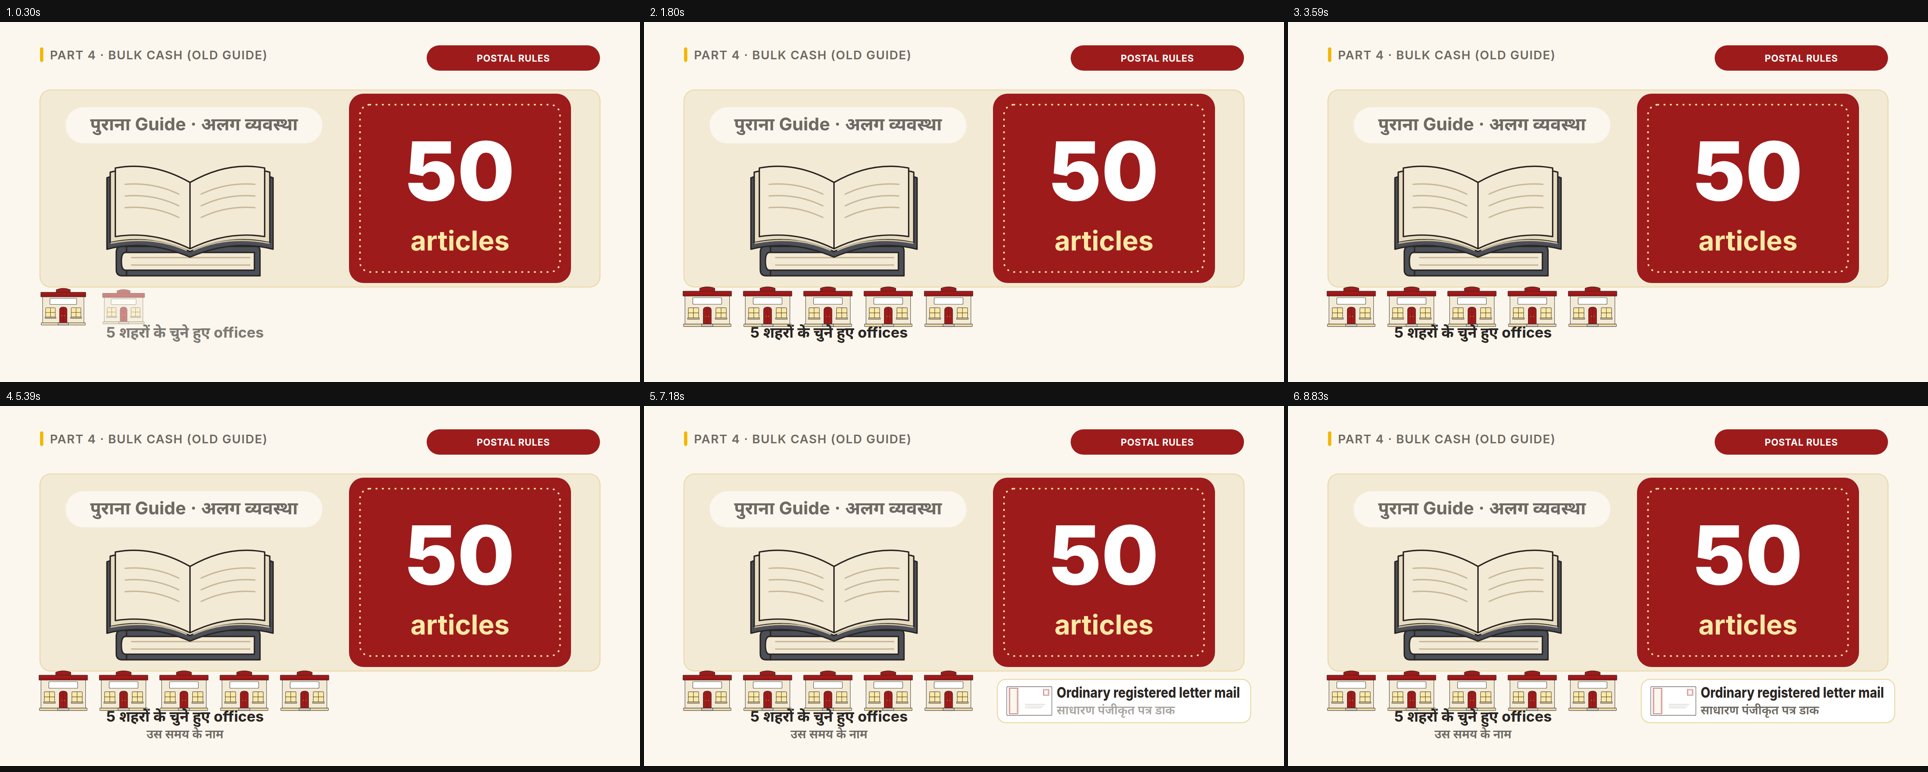 1. 0.30s
PART 4 · BULK CASH (OLD GUIDE)
POSTAL RULES
पुराना Guide · अलग व्यवस्था
50
articles
5 शहरों के चुने हुए offices
2. 1.80s
PART 4 · BULK CASH (OLD GUIDE)
POSTAL RULES
पुराना Guide · अलग व्यवस्था
50
articles
5 शहरों के चुने हुए offices
3. 3.59s
PART 4 · BULK CASH (OLD GUIDE)
POSTAL RULES
पुराना Guide · अलग व्यवस्था
50
articles
5 शहरों के चुने हुए offices
4. 5.39s
PART 4 · BULK CASH (OLD GUIDE)
POSTAL RULES
पुराना Guide · अलग व्यवस्था
50
articles
5 शहरों के चुने हुए offices
उस समय के नाम
5. 7.18s
PART 4 · BULK CASH (OLD GUIDE)
POSTAL RULES
पुराना Guide · अलग व्यवस्था
50
articles
5 शहरों के चुने हुए offices
उस समय के नाम
Ordinary registered letter mail
साधारण पंजीकृत पत्र डाक
6. 8.83s
PART 4 · BULK CASH (OLD GUIDE)
POSTAL RULES
पुराना Guide · अलग व्यवस्था
50
articles
5 शहरों के चुने हुए offices
उस समय के नाम
Ordinary registered letter mail
साधारण पंजीकृत पत्र डाक